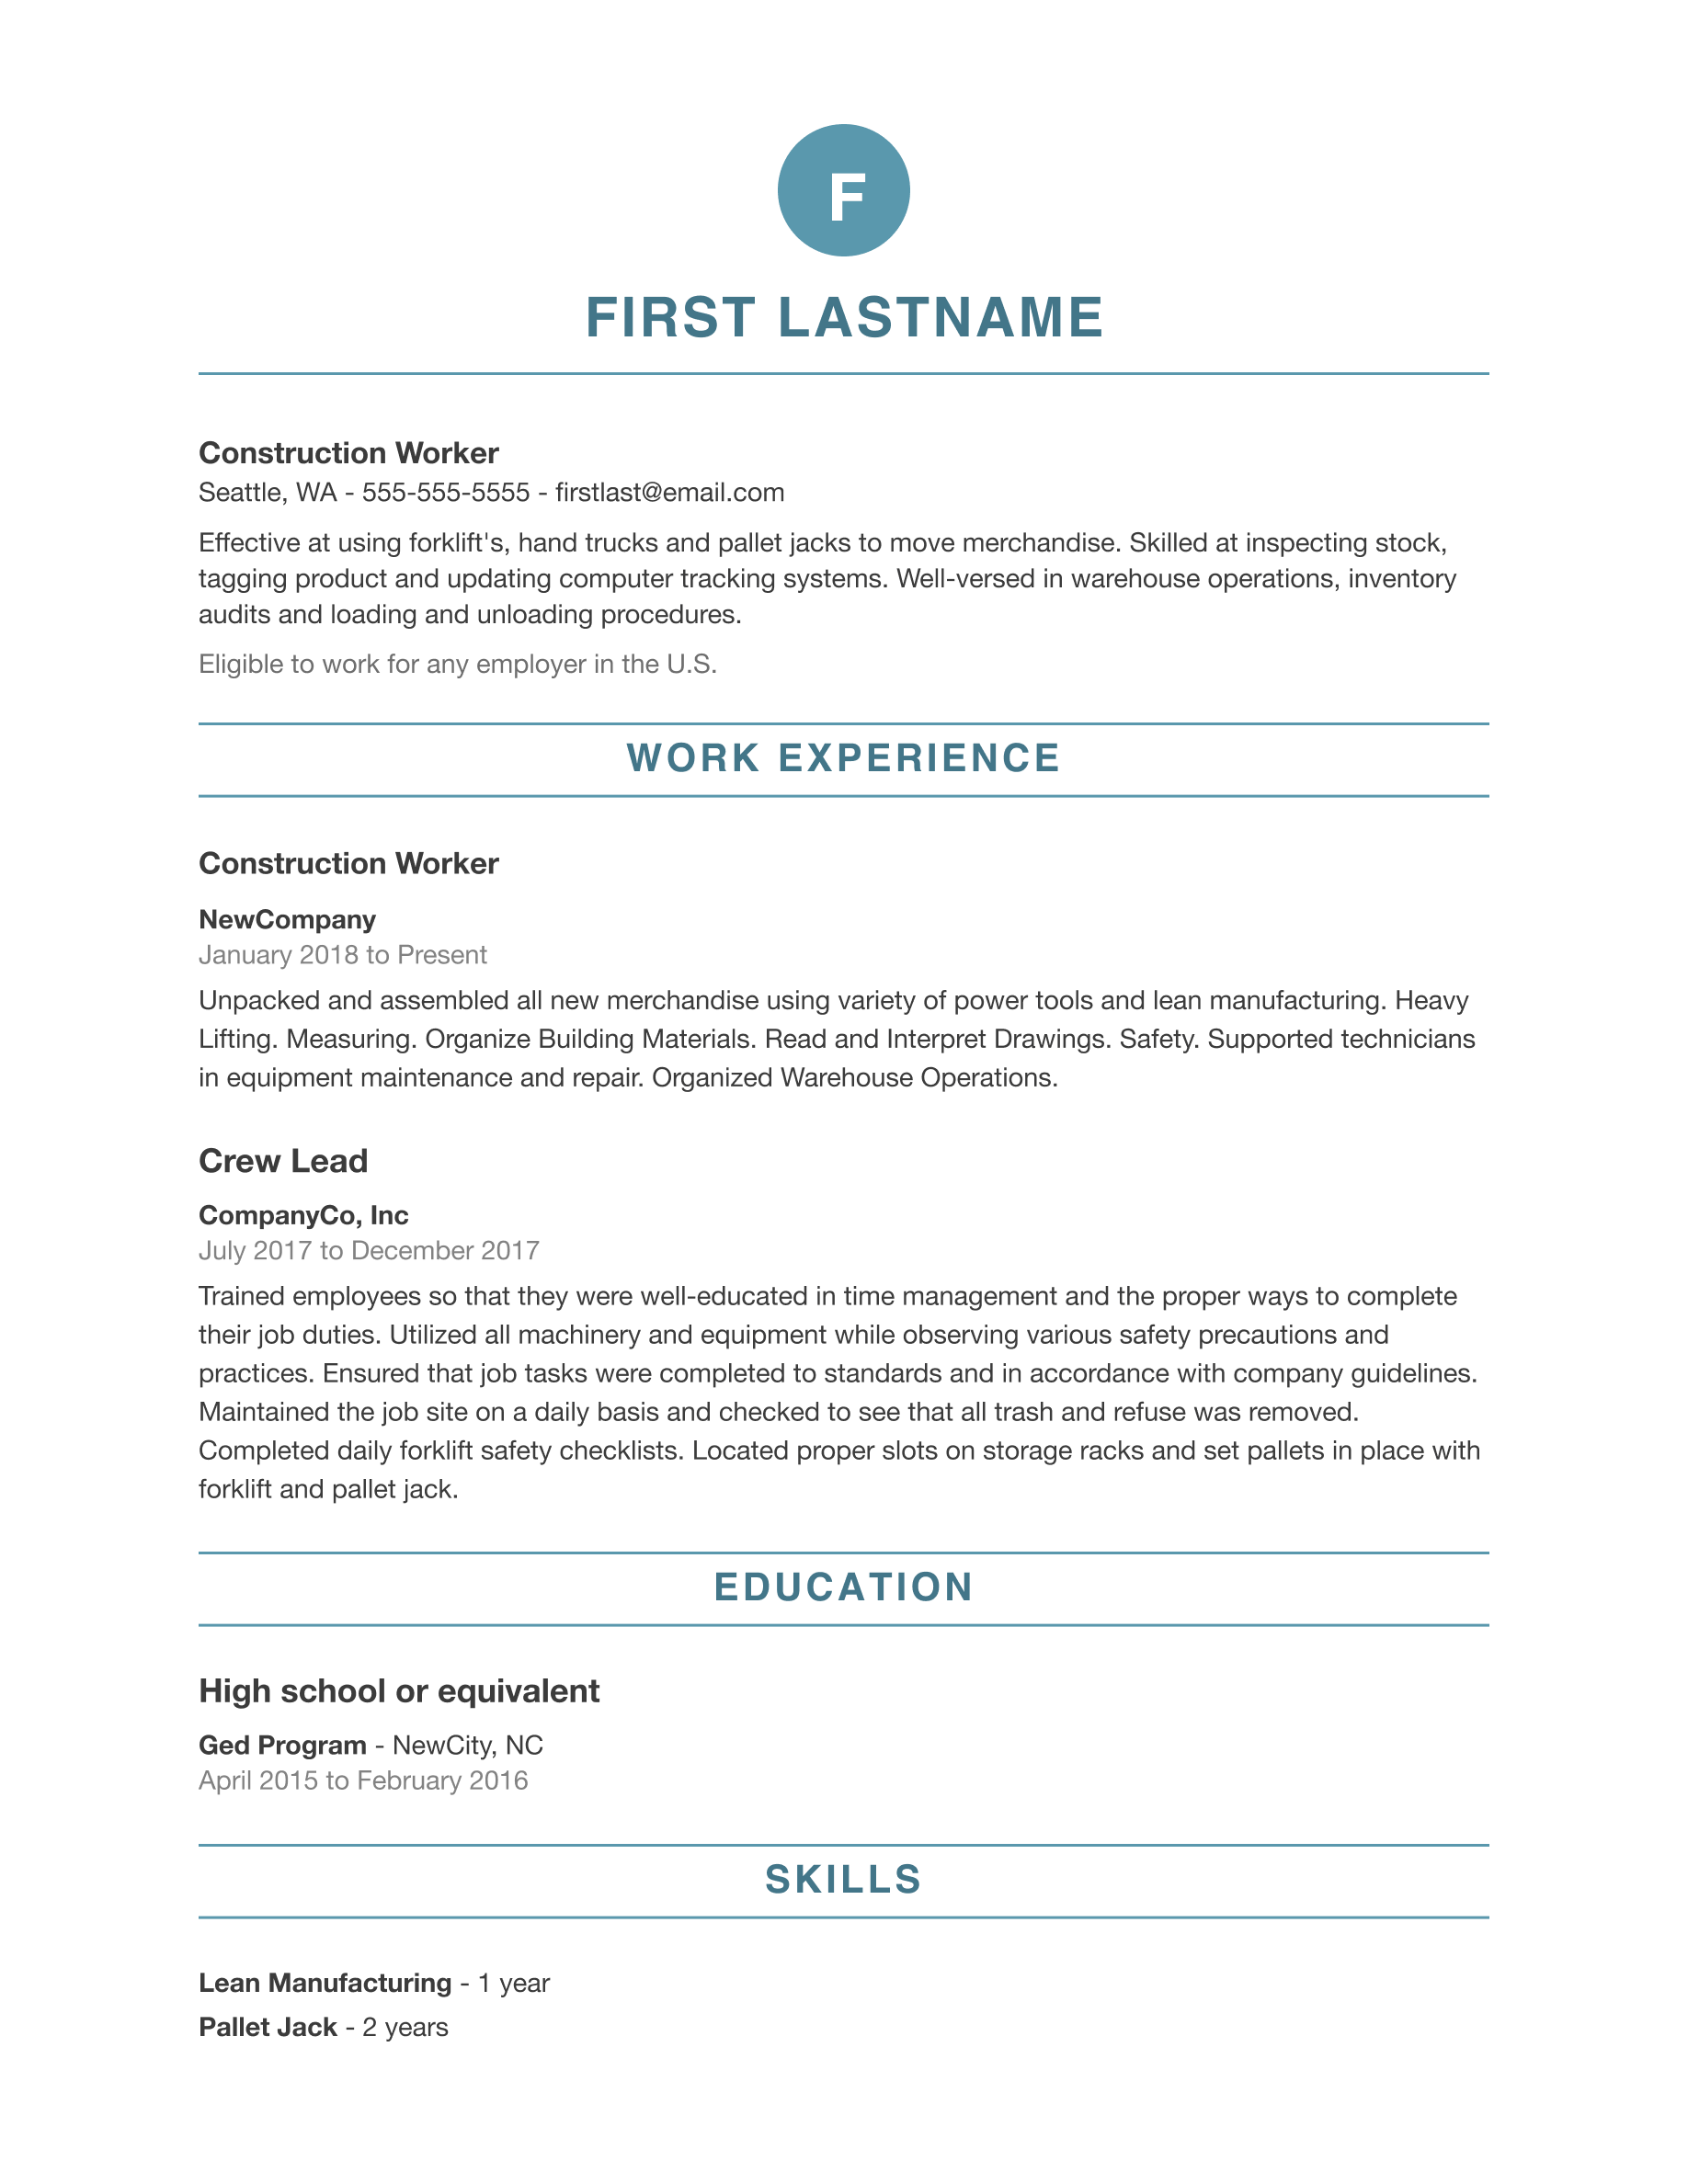 F
FIRST LASTNAME
Construction Worker
Seattle, WA - 555-555-5555 - firstlast@email.com
Effective at using forklift's, hand trucks and pallet jacks to move merchandise. Skilled at inspecting stock,
tagging product and updating computer tracking systems. Well-versed in warehouse operations, inventory
audits and loading and unloading procedures.
Eligible to work for any employer in the U.S.
WORK EXPERIENCE
Construction Worker
NewCompany
January 2018 to Present
Unpacked and assembled all new merchandise using variety of power tools and lean manufacturing. Heavy
Lifting. Measuring. Organize Building Materials. Read and Interpret Drawings. Safety. Supported technicians
in equipment maintenance and repair. Organized Warehouse Operations.
Crew Lead
CompanyCo, Inc
July 2017 to December 2017
Trained employees so that they were well-educated in time management and the proper ways to complete
their job duties. Utilized all machinery and equipment while observing various safety precautions and
practices. Ensured that job tasks were completed to standards and in accordance with company guidelines.
Maintained the job site on a daily basis and checked to see that all trash and refuse was removed.
Completed daily forklift safety checklists. Located proper slots on storage racks and set pallets in place with
forklift and pallet jack.
EDUCATION
High school or equivalent
Ged Program - NewCity, NC
April 2015 to February 2016
SKILLS
Lean Manufacturing - 1 year
Pallet Jack - 2 years